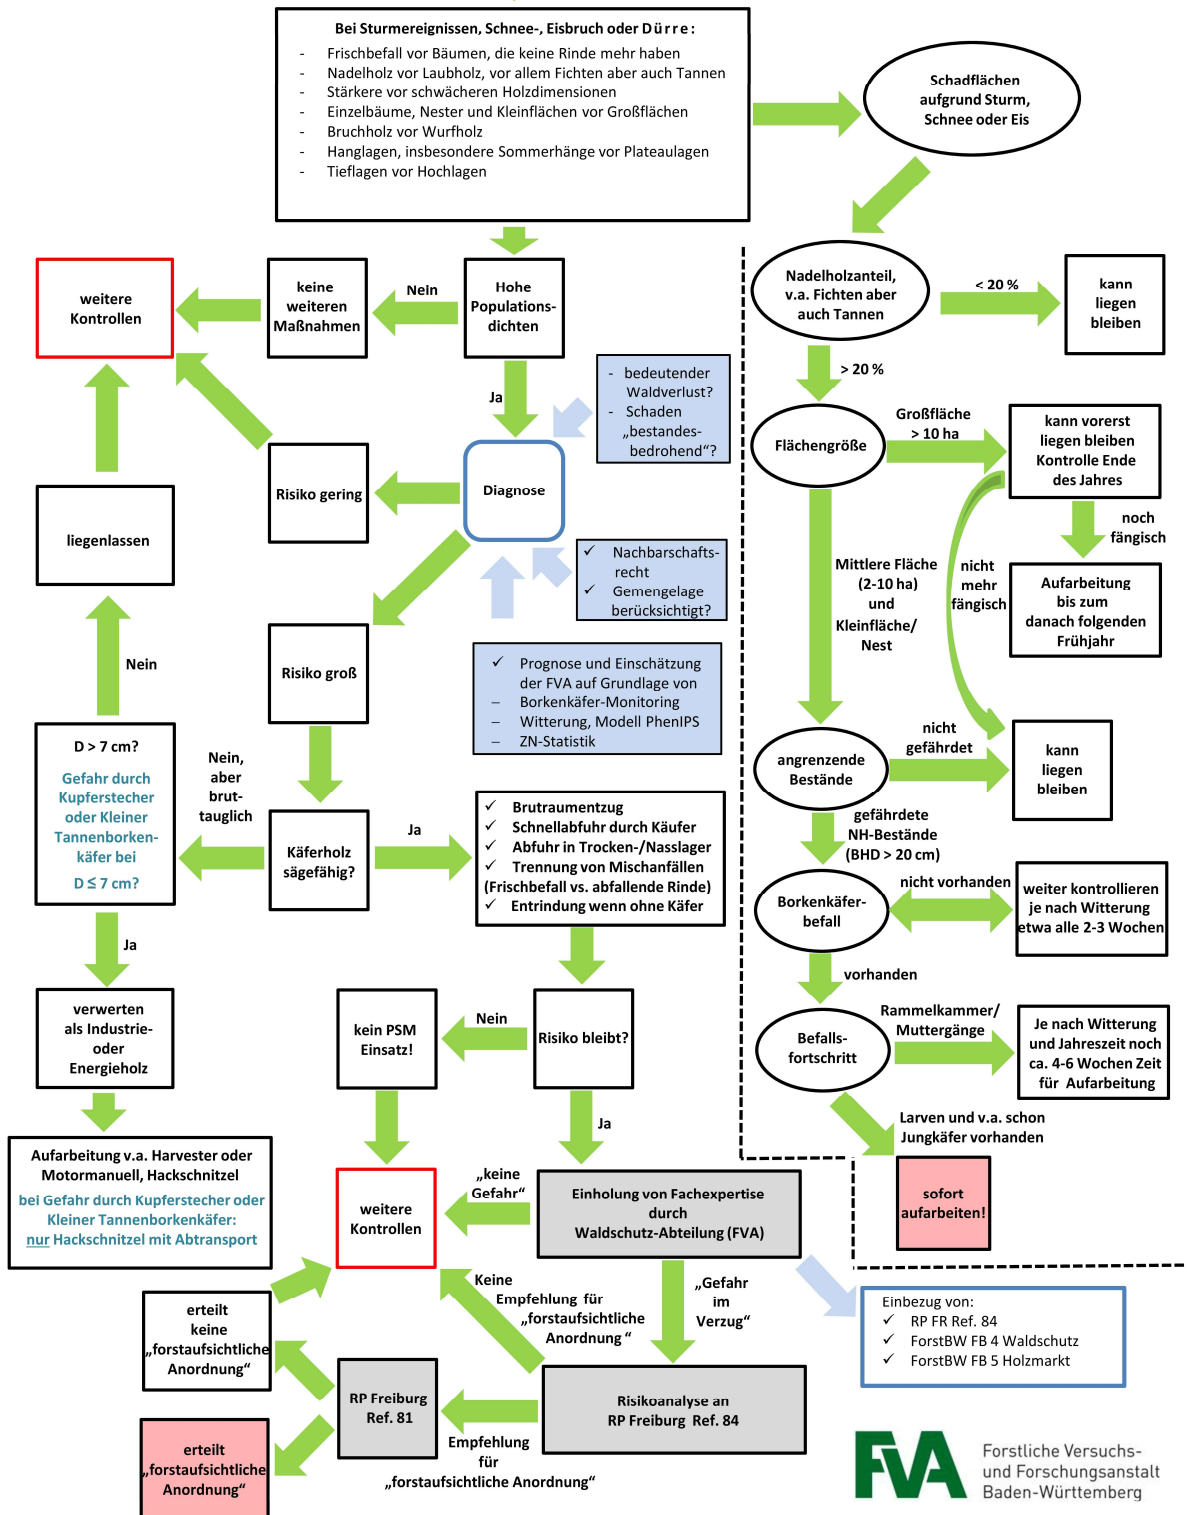 Bei Sturmereignissen, Schnee-, Eisbruch oder Dürre:
- Frischbefall vor Bäumen, die keine Rinde mehr haben
- Nadelholz vor Laubholz, vor allem Fichten aber auch Tannen
- Stärkere vor schwächeren Holzdimensionen
- Einzelbäume, Nester und Kleinflächen vor Großflächen
- Bruchholz vor Wurfholz
- Hanglagen, insbesondere Sommerhänge vor Plateaulagen
- Tieflagen vor Hochlagen
Schadflächen
aufgrund Sturm,
Schnee oder Eis
weitere
Kontrollen
keine
weiteren
Maßnahmen
Nein
Hohe
Populations-
dichten
Ja
- bedeutender
Waldverlust?
- Schaden
„bestandes-
bedrohend“?
Risiko gering
Diagnose
liegenlassen
✓ Nachbarschafts-
recht
✓ Gemengelage
berücksichtigt?
Nein
Risiko groß
✓ Prognose und Einschätzung
der FVA auf Grundlage von
– Borkenkäfer-Monitoring
– Witterung, Modell PhenIPS
– ZN-Statistik
D > 7 cm?
Gefahr durch
Kupferstecher
oder Kleiner
Tannenborken-
käfer bei
D ≤ 7 cm?
Nein,
aber
brut-
tauglich
Käferholz
sägefähig?
Ja
✓ Brutraumentzug
✓ Schnellabfuhr durch Käufer
✓ Abfuhr in Trocken-/Nasslager
✓ Trennung von Mischanfällen
(Frischbefall vs. abfallende Rinde)
✓ Entrindung wenn ohne Käfer
Ja
verwerten
als Industrie-
oder
Energieholz
kein PSM
Einsatz!
Nein
Risiko bleibt?
Ja
Aufarbeitung v.a. Harvester oder
Motormanuell, Hackschnitzel
bei Gefahr durch Kupferstecher oder
Kleiner Tannenborkenkäfer:
nur Hackschnitzel mit Abtransport
weitere
Kontrollen
„keine
Gefahr“
Einholung von Fachexpertise
durch
Waldschutz-Abteilung (FVA)
Keine
Empfehlung für
„forstaufsichtliche
Anordnung “
„Gefahr
im
Verzug“
erteilt
keine
„forstaufsichtliche
Anordnung“
RP Freiburg
Ref. 81
Risikoanalyse an
RP Freiburg Ref. 84
erteilt
„forstaufsichtliche
Anordnung“
Empfehlung
für
„forstaufsichtliche Anordnung“
Nadelholzanteil,
v.a. Fichten aber
auch Tannen
< 20 %
kann
liegen
bleiben
> 20 %
Flächengröße
Großfläche
> 10 ha
kann vorerst
liegen bleiben
Kontrolle Ende
des Jahres
noch
fängisch
nicht
mehr
fängisch
Aufarbeitung
bis zum
danach folgenden
Frühjahr
Mittlere Fläche
(2-10 ha)
und
Kleinfläche/
Nest
angrenzende
Bestände
nicht
gefährdet
kann
liegen
bleiben
gefährdete
NH-Bestände
(BHD > 20 cm)
Borkenkäfer-
befall
nicht vorhanden
weiter kontrollieren
je nach Witterung
etwa alle 2-3 Wochen
vorhanden
Befalls-
fortschritt
Rammelkammer/
Muttergänge
Je nach Witterung
und Jahreszeit noch
ca. 4-6 Wochen Zeit
für Aufarbeitung
Larven und v.a. schon
Jungkäfer vorhanden
sofort
aufarbeiten!
Einbezug von:
✓ RP FR Ref. 84
✓ ForstBW FB 4 Waldschutz
✓ ForstBW FB 5 Holzmarkt
FVA
Forstliche Versuchs-
und Forschungsanstalt
Baden-Württemberg